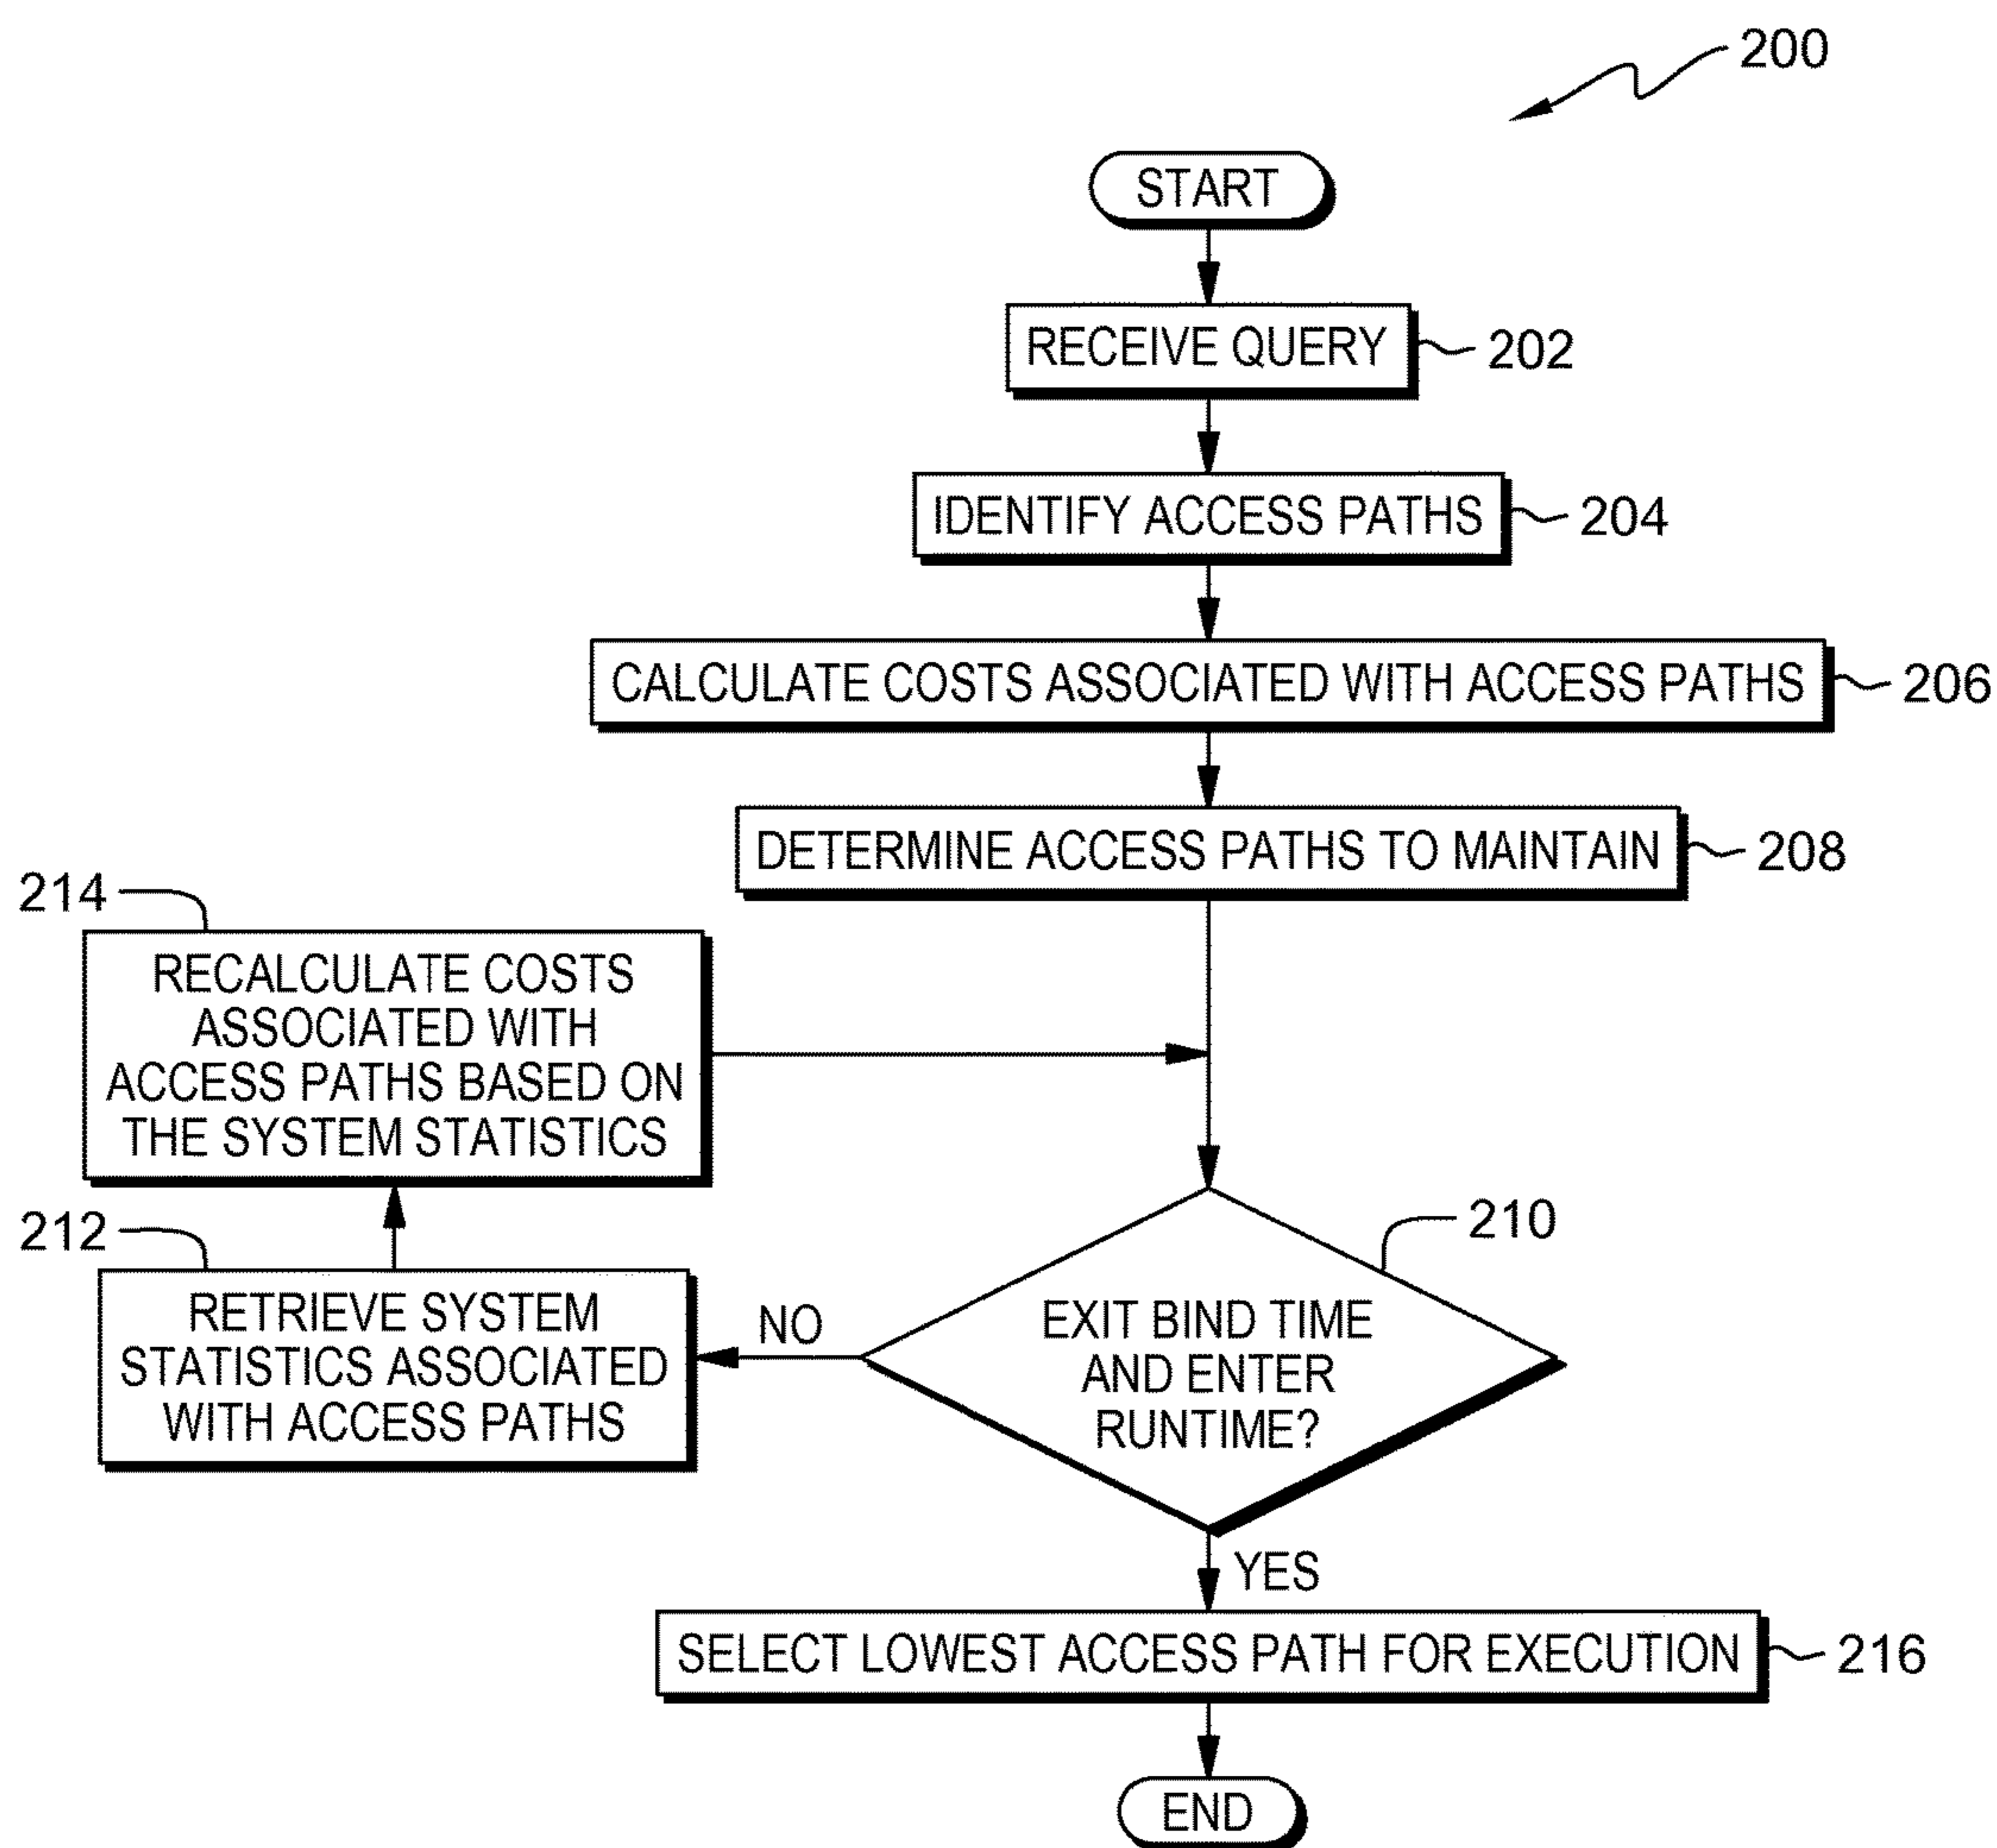 200
START
RECEIVE QUERY
202
IDENTIFY ACCESS PATHS
204
CALCULATE COSTS ASSOCIATED WITH ACCESS PATHS
206
DETERMINE ACCESS PATHS TO MAINTAIN
208
214
RECALCULATE COSTS
ASSOCIATED WITH
ACCESS PATHS BASED ON
THE SYSTEM STATISTICS
212
RETRIEVE SYSTEM
STATISTICS ASSOCIATED
WITH ACCESS PATHS
NO
210
EXIT BIND TIME
AND ENTER
RUNTIME?
YES
SELECT LOWEST ACCESS PATH FOR EXECUTION
216
END